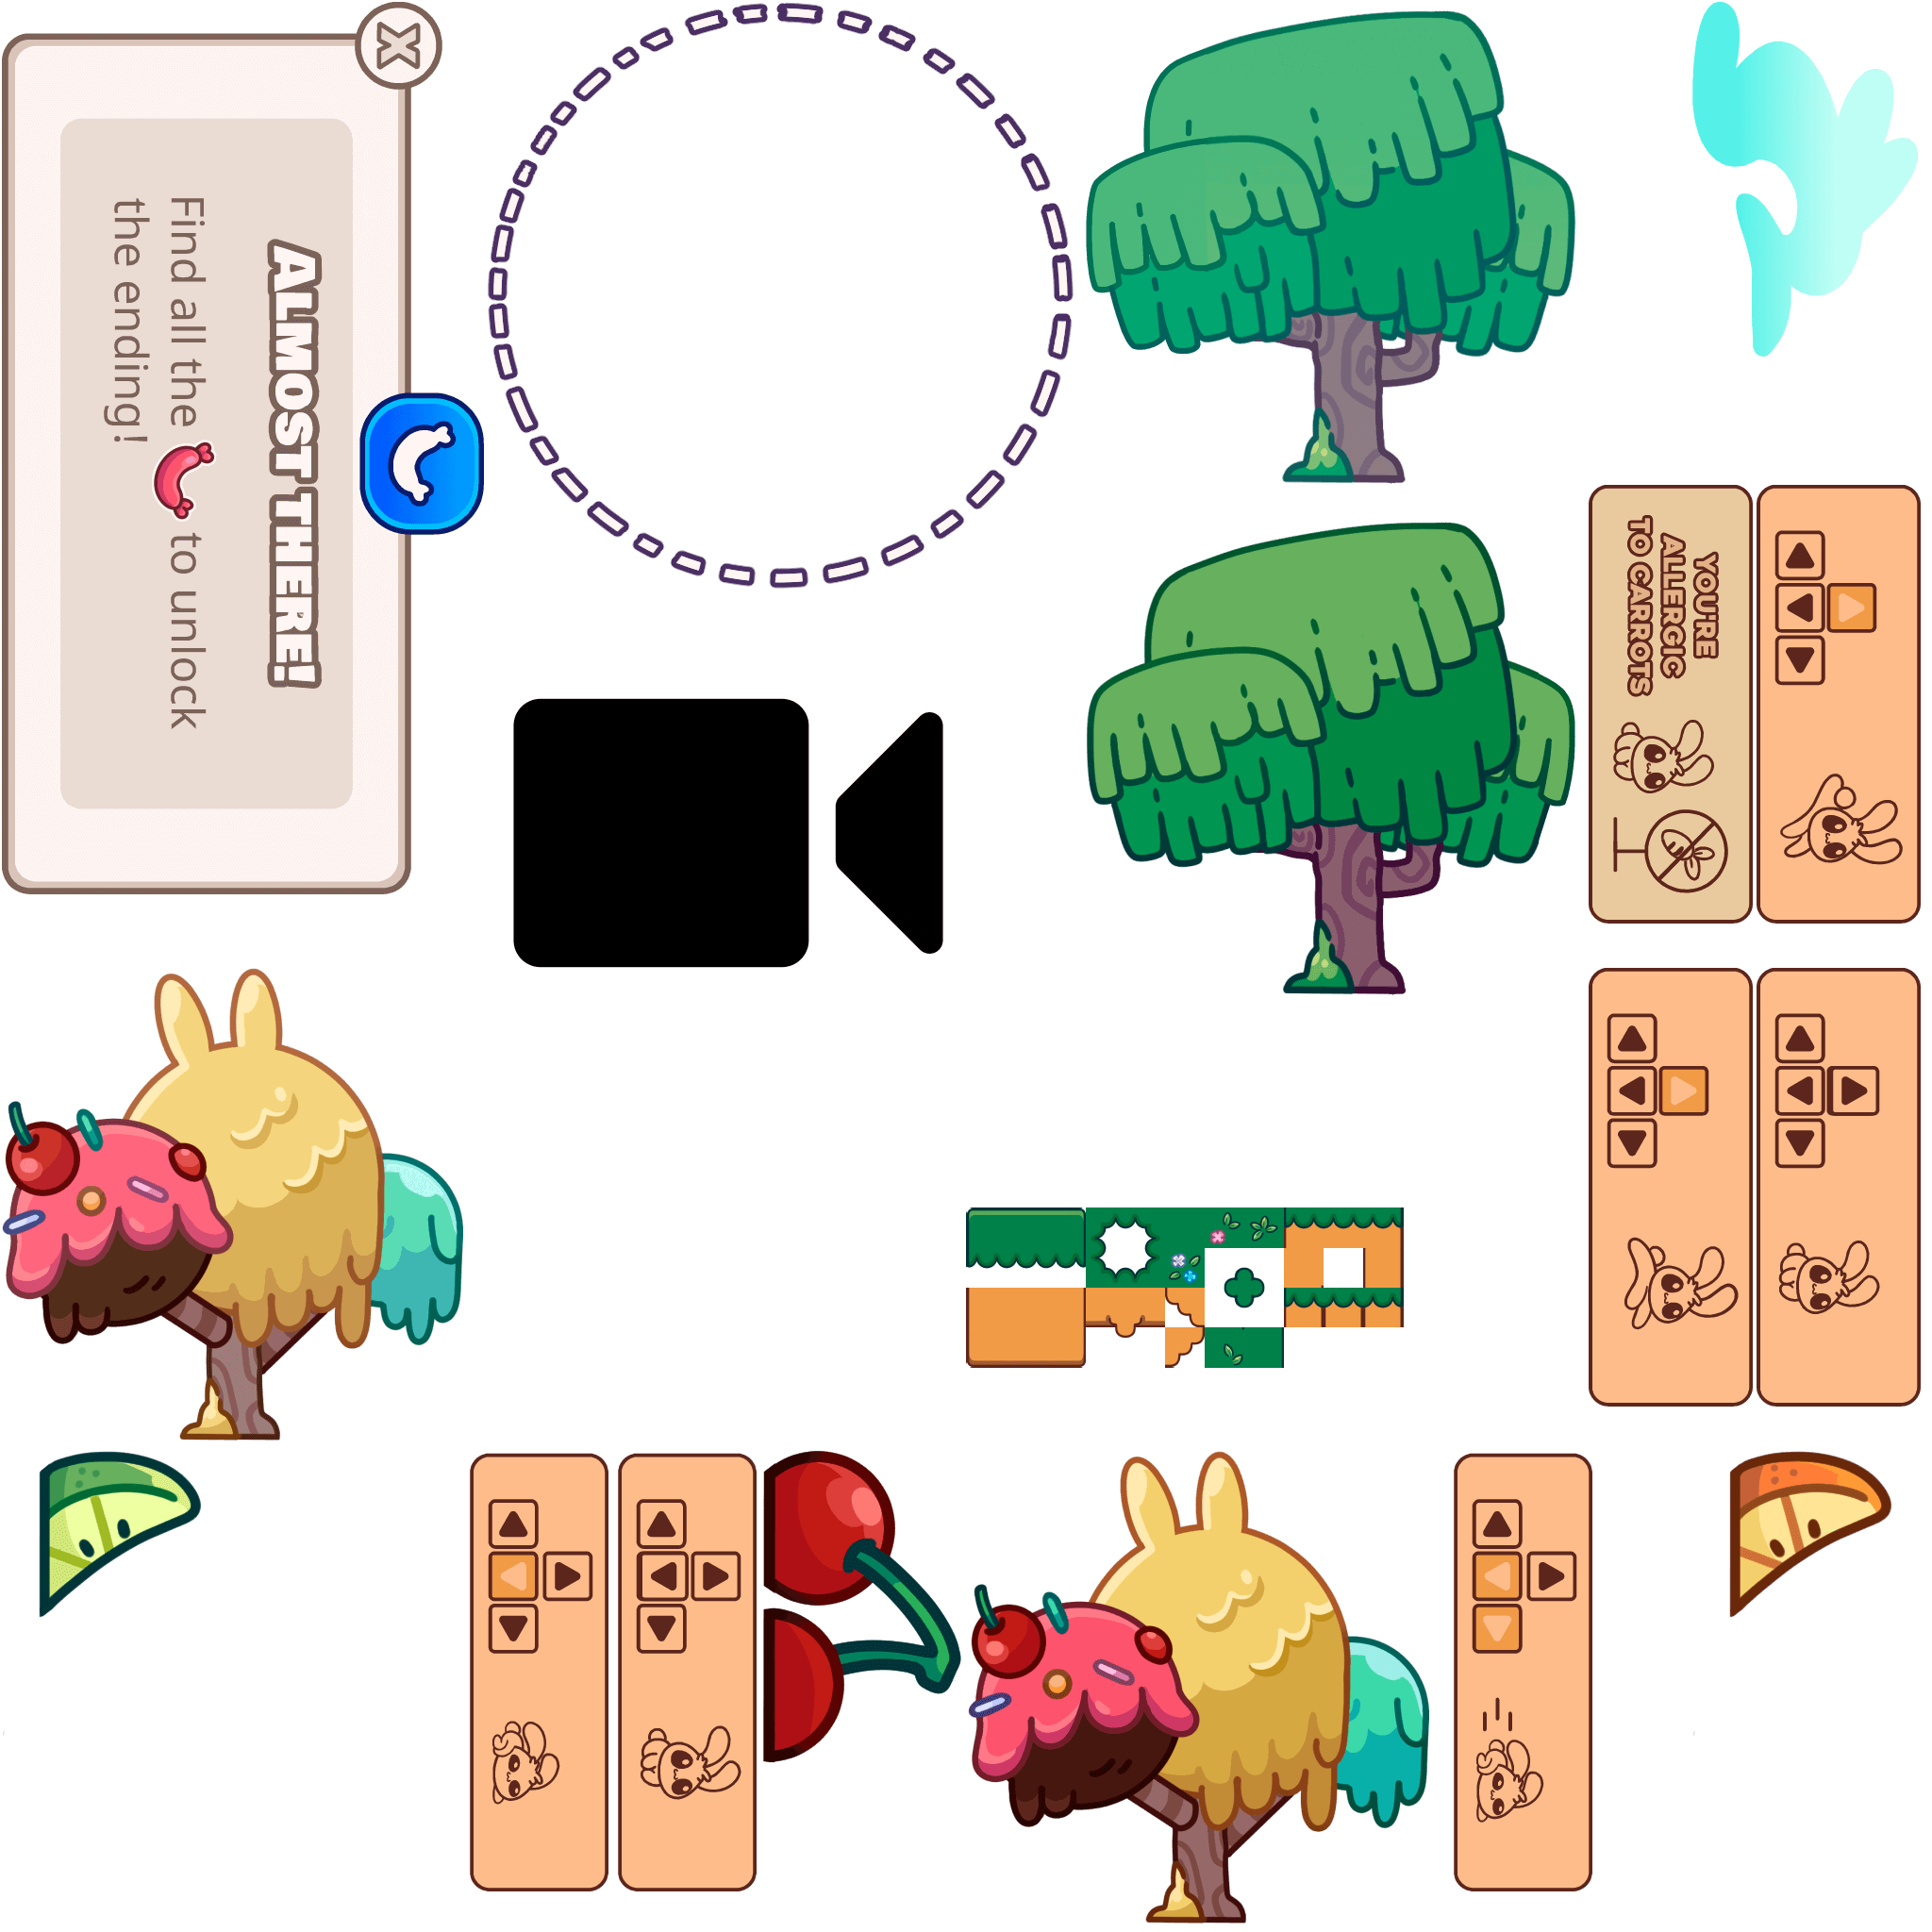 ALMOST THERE!
Find all the to unlock
the ending!
YOU'RE
ALLERGIC
TO CARROTS